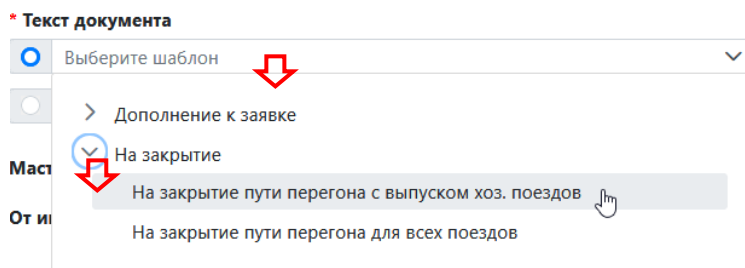 * Текст документа
Выберите шаблон
Дополнение к заявке
На закрытие
Маст
На закрытие пути перегона с выпуском хоз. поездов
От и
На закрытие пути перегона для всех поездов